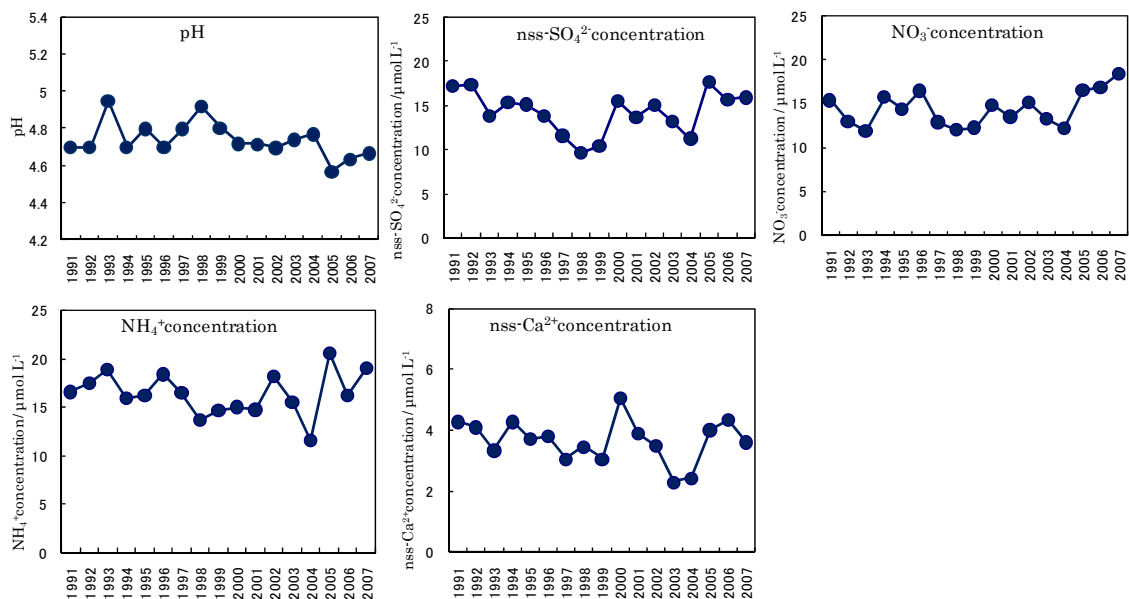 pH
pH
5.4
5.2
5
4.8
4.6
4.4
4.2
1991 1992 1993 1994 1995 1996 1997 1998 1999 2000 2001 2002 2003 2004 2005 2006 2007
nss-SO₄²⁻concentration
nss-SO₄²⁻concentration / μmol L⁻¹
25
20
15
10
5
0
1991 1992 1993 1994 1995 1996 1997 1998 1999 2000 2001 2002 2003 2004 2005 2006 2007
NO₃⁻concentration
NO₃⁻concentration / μmol L⁻¹
25
20
15
10
5
0
1991 1992 1993 1994 1995 1996 1997 1998 1999 2000 2001 2002 2003 2004 2005 2006 2007
NH₄⁺concentration
NH₄⁺concentration / μmol L⁻¹
25
20
15
10
5
0
1991 1992 1993 1994 1995 1996 1997 1998 1999 2000 2001 2002 2003 2004 2005 2006 2007
nss-Ca²⁺concentration
nss-Ca²⁺concentration / μmol L⁻¹
8
6
4
2
0
1991 1992 1993 1994 1995 1996 1997 1998 1999 2000 2001 2002 2003 2004 2005 2006 2007